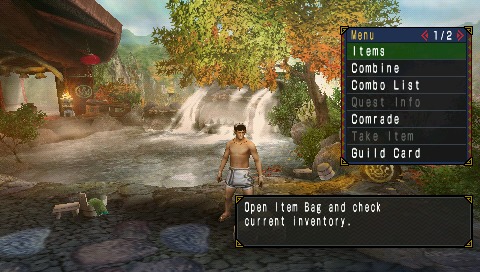 Menu 1/2
Items
Combine
Combo List
Quest Info
Comrade
Take Item
Guild Card
Open Item Bag and check
current inventory.